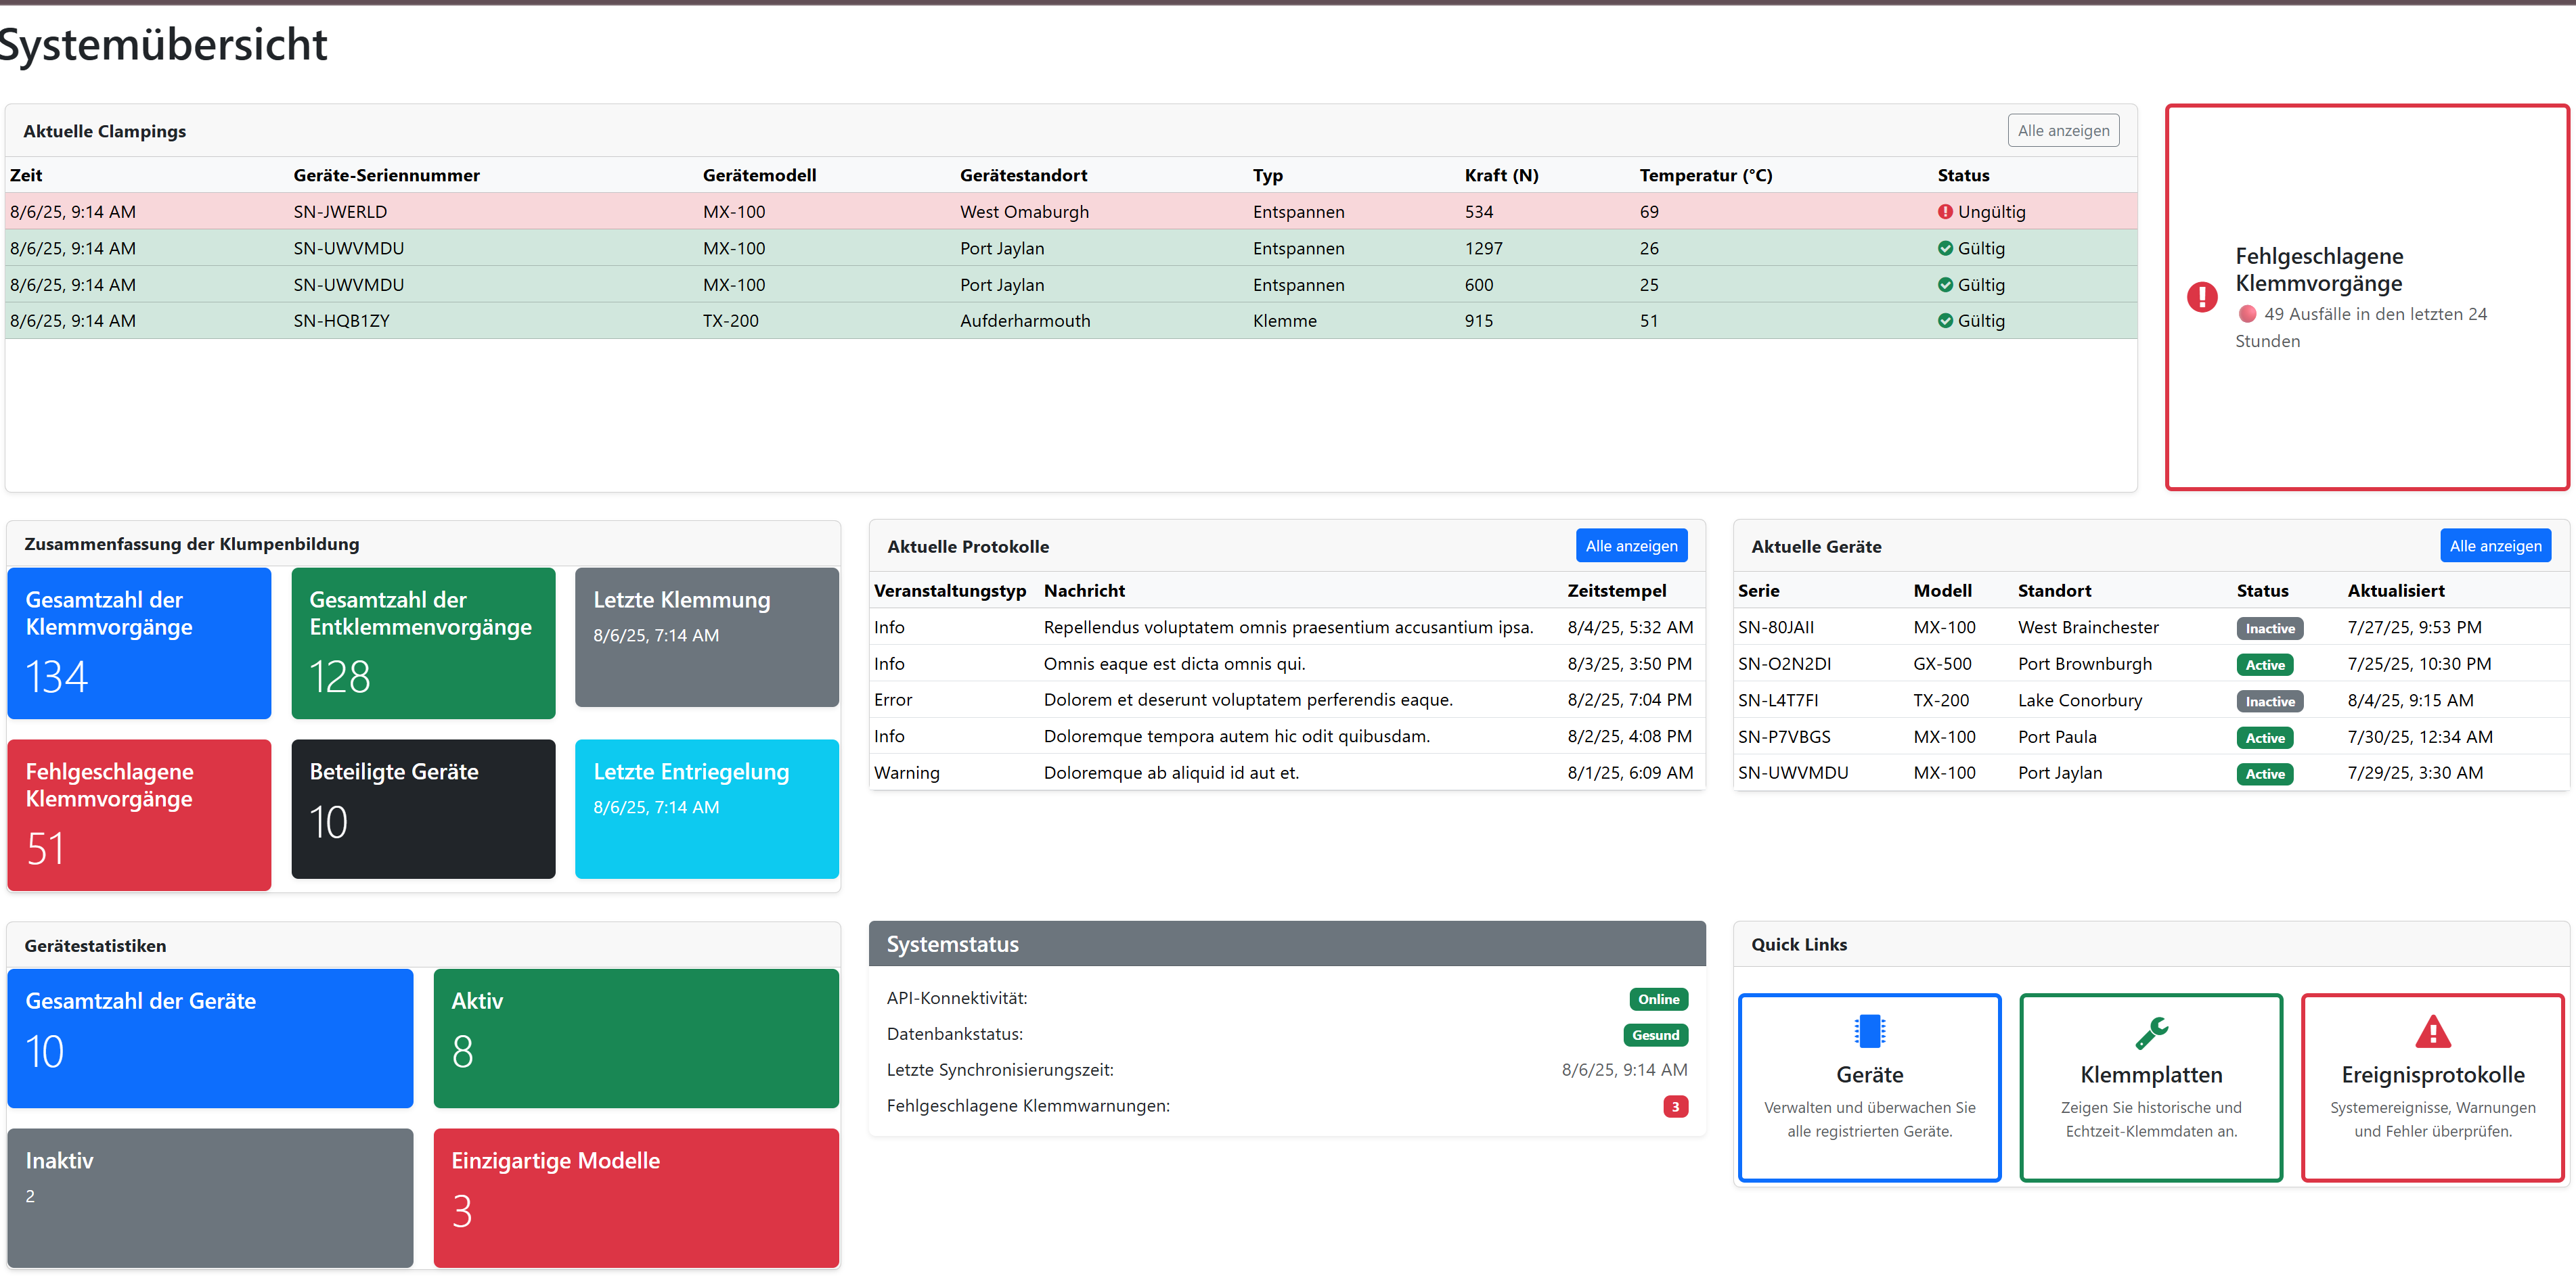 Systemübersicht
Aktuelle Clampings
Alle anzeigen
Zeit Geräte-Seriennummer Gerätemodell Gerätestandort Typ Kraft (N) Temperatur (°C) Status
8/6/25, 9:14 AM SN-JWERLD MX-100 West Omaburgh Entspannen 534 69 Ungültig
8/6/25, 9:14 AM SN-UWVMDU MX-100 Port Jaylan Entspannen 1297 26 Gültig
8/6/25, 9:14 AM SN-UWVMDU MX-100 Port Jaylan Entspannen 600 25 Gültig
8/6/25, 9:14 AM SN-HQB1ZY TX-200 Aufderharmouth Klemme 915 51 Gültig
Fehlgeschlagene
Klemmvorgänge
49 Ausfälle in den letzten 24
Stunden
Zusammenfassung der Klumpenbildung
Gesamtzahl der
Klemmvorgänge
134
Gesamtzahl der
Entklemmenvorgänge
128
Letzte Klemmung
8/6/25, 7:14 AM
Fehlgeschlagene
Klemmvorgänge
51
Beteiligte Geräte
10
Letzte Entriegelung
8/6/25, 7:14 AM
Aktuelle Protokolle
Alle anzeigen
Veranstaltungstyp Nachricht Zeitstempel
Info Repellendus voluptatem omnis praesentium accusantium ipsa. 8/4/25, 5:32 AM
Info Omnis eaque est dicta omnis qui. 8/3/25, 3:50 PM
Error Dolorem et deserunt voluptatem perferendis eaque. 8/2/25, 7:04 PM
Info Doloremque tempora autem hic odit quibusdam. 8/2/25, 4:08 PM
Warning Doloremque ab aliquid id aut et. 8/1/25, 6:09 AM
Aktuelle Geräte
Alle anzeigen
Serie Modell Standort Status Aktualisiert
SN-80JAII MX-100 West Brainchester Inactive 7/27/25, 9:53 PM
SN-O2N2DI GX-500 Port Brownburgh Active 7/25/25, 10:30 PM
SN-L4T7FI TX-200 Lake Conorbury Inactive 8/4/25, 9:15 AM
SN-P7VBGS MX-100 Port Paula Active 7/30/25, 12:34 AM
SN-UWVMDU MX-100 Port Jaylan Active 7/29/25, 3:30 AM
Gerätestatistiken
Gesamtzahl der Geräte
10
Aktiv
8
Inaktiv
2
Einzigartige Modelle
3
Systemstatus
API-Konnektivität: Online
Datenbankstatus: Gesund
Letzte Synchronisierungszeit: 8/6/25, 9:14 AM
Fehlgeschlagene Klemmwarnungen: 3
Quick Links
Geräte
Verwalten und überwachen Sie
alle registrierten Geräte.
Klemmplatten
Zeigen Sie historische und
Echtzeit-Klemmdaten an.
Ereignisprotokolle
Systemereignisse, Warnungen
und Fehler überprüfen.